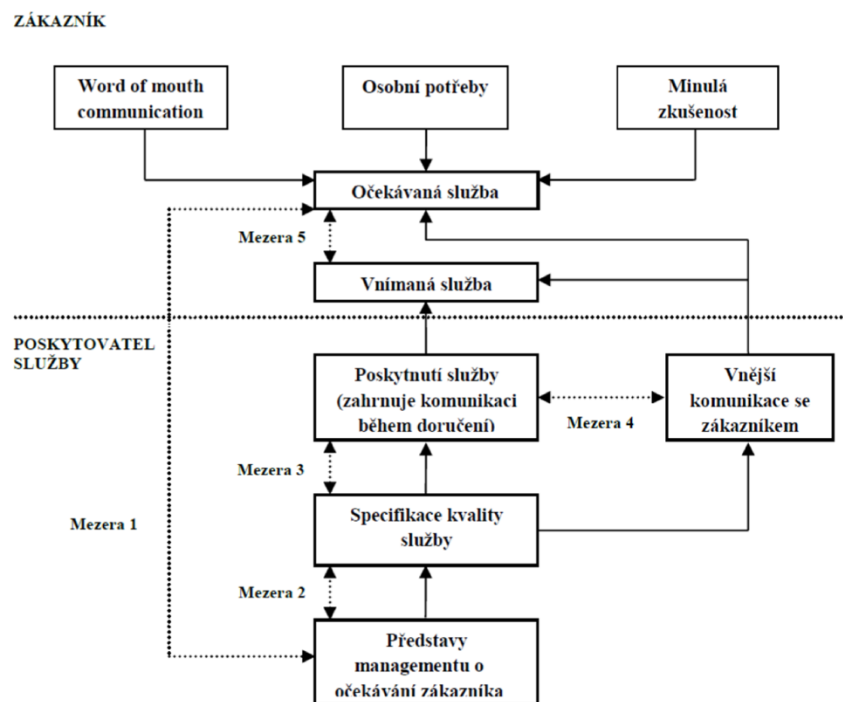 ZÁKAZNÍK
Word of mouth
communication
Osobní potřeby
Minulá
zkušenost
Očekávaná služba
Mezera 5
Vnímaná služba
POSKYTOVATEL
SLUŽBY
Poskytnutí služby
(zahrnuje komunikaci
během doručení)
Vnější
komunikace se
zákazníkem
Mezera 4
Mezera 3
Specifikace kvality
služby
Mezera 1
Mezera 2
Představy
managementu o
očekávání zákazníka